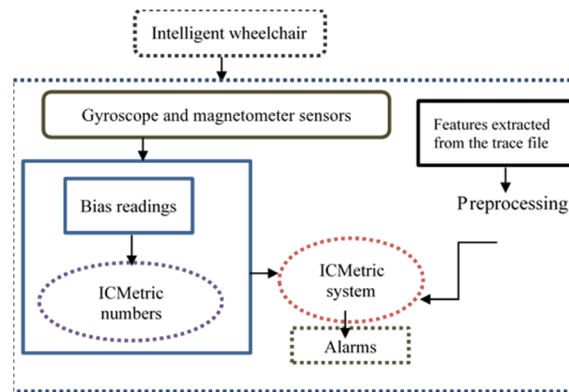 Intelligent wheelchair
Gyroscope and magnetometer sensors
Features extracted
from the trace file
Bias readings
Preprocessing
ICMetric
numbers
ICMetric
system
Alarms